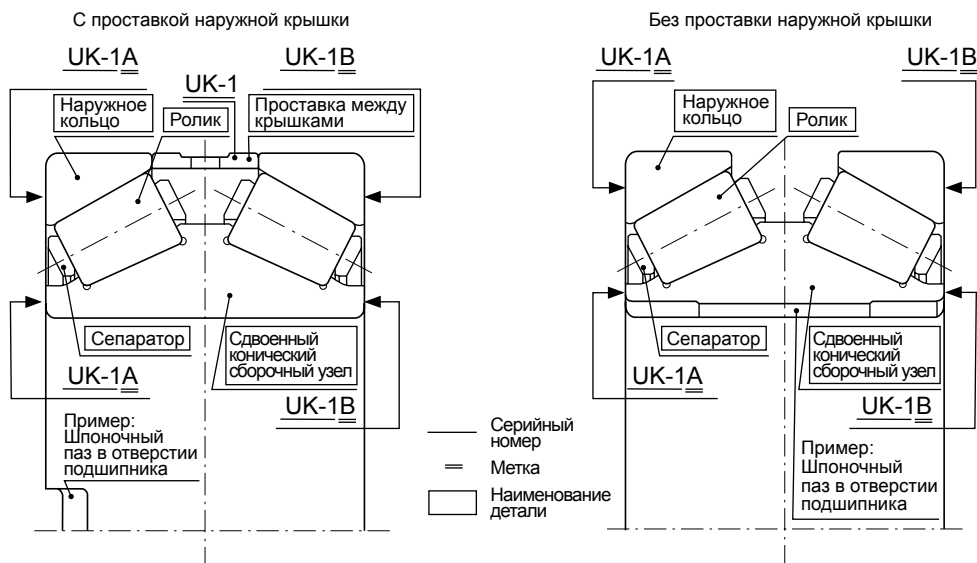 С проставкой наружной крышки
UK-1A
UK-1B
UK-1
Наружное
кольцо
Ролик
Проставка между
крышками
Сепаратор
Сдвоенный
конический
сборочный узел
UK-1A
UK-1B
Пример:
Шпоночный
паз в отверстии
подшипника
Серийный
номер
Метка
Наименование
детали
Без проставки наружной крышки
UK-1A
UK-1B
Наружное
кольцо
Ролик
Сепаратор
Сдвоенный
конический
сборочный узел
UK-1A
UK-1B
Пример:
Шпоночный
паз в отверстии
подшипника